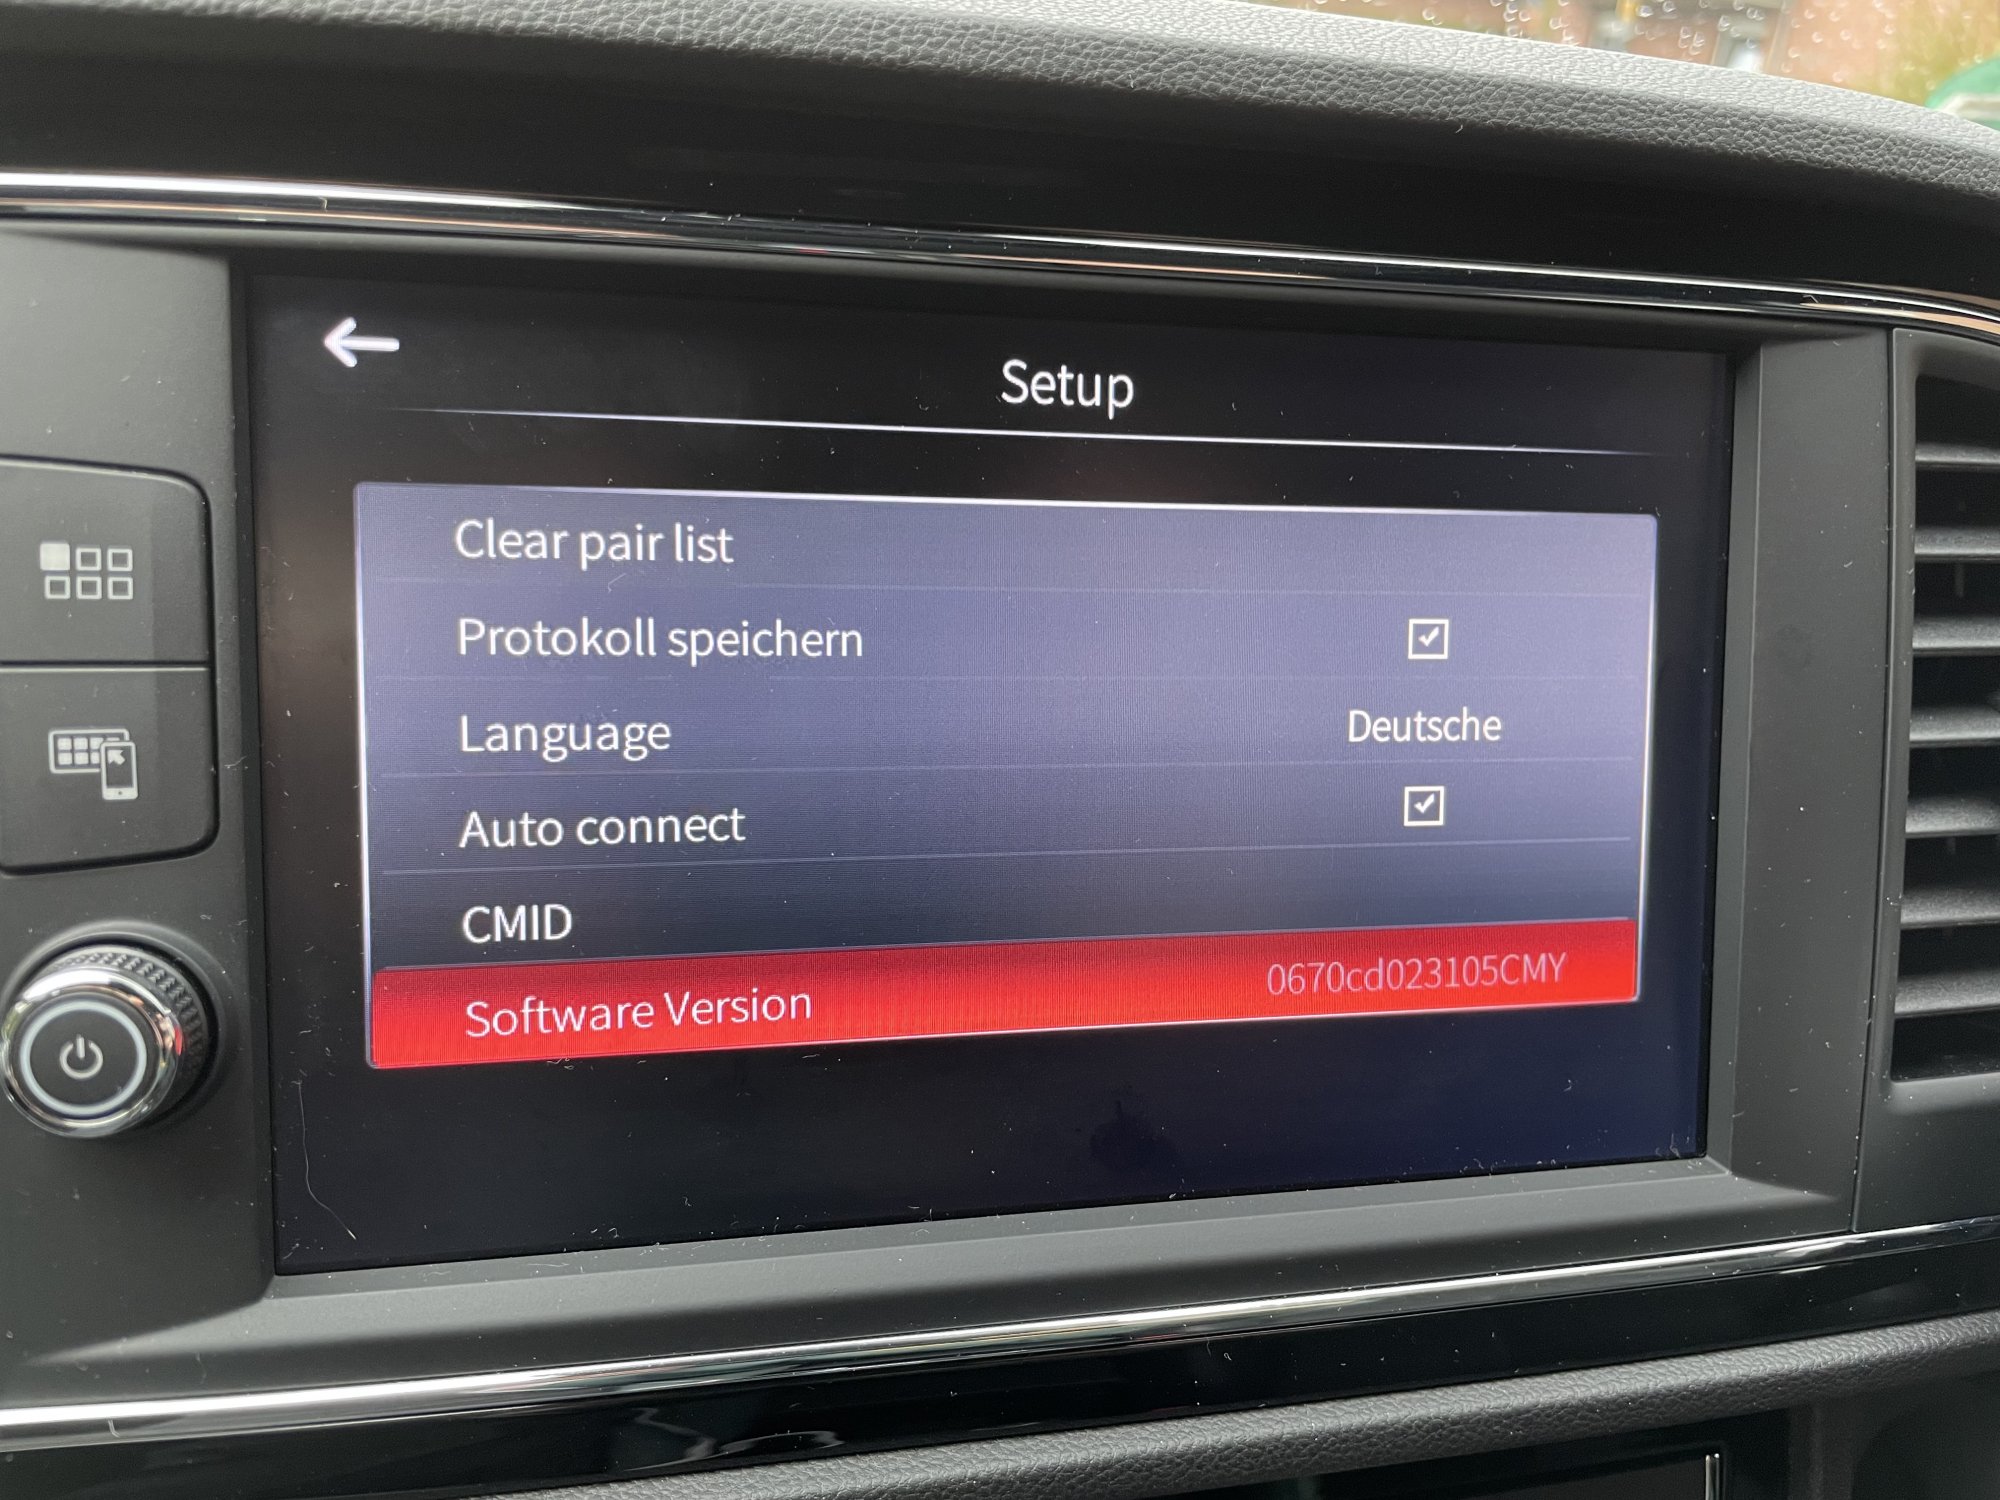 Setup
Clear pair list
Protokoll speichern
Language Deutsche
Auto connect
CMID
Software Version 0670cd023105CMY